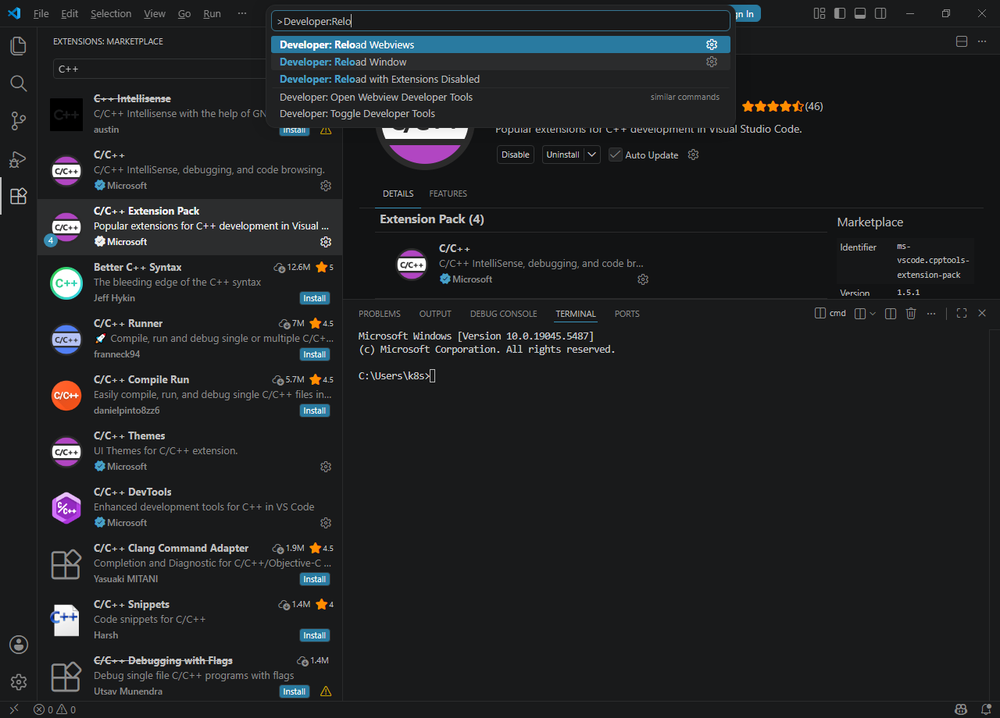 File Edit Selection View Go Run ···
>Developer:Relo
Developer: Reload Webviews
Developer: Reload Window
Developer: Reload with Extensions Disabled
Developer: Open Webview Developer Tools
similar commands
Developer: Toggle Developer Tools
EXTENSIONS: MARKETPLACE
C++
C++ Intellisense
C/C++ Intellisense with the help of GN
austin
Install
C/C++
C/C++ IntelliSense, debugging, and code browsing.
Microsoft
C/C++ Extension Pack
Popular extensions for C++ development in Visual ...
4
Microsoft
Better C++ Syntax 12.6M 5
The bleeding edge of the C++ syntax
Jeff Hykin
Install
C/C++ Runner 7M 4.5
🚀 Compile, run and debug single or multiple C/C+...
franneck94
Install
C/C++ Compile Run 5.7M 4.5
Easily compile, run, and debug single C/C++ files in...
danielpinto8zz6
Install
C/C++ Themes
UI Themes for C/C++ extension.
Microsoft
C/C++ DevTools
Enhanced development tools for C++ in VS Code
Microsoft
C/C++ Clang Command Adapter 1.9M 4.5
Completion and Diagnostic for C/C++/Objective-C ...
Yasuaki MITANI
Install
C/C++ Snippets 1.4M 4
Code snippets for C/C++
Harsh
Install
C/C++ Debugging with Flags 1.4M
Debug single file C/C++ programs with flags
Utsav Munendra
Install
n In
(46)
Popular extensions for C++ development in Visual Studio Code.
Disable
Uninstall
Auto Update
DETAILS
FEATURES
Extension Pack (4)
C/C++
C/C++ IntelliSense, debugging, and code br...
Microsoft
Marketplace
Identifier
ms-
vscode.cpptools-
extension-pack
Version
1.5.1
PROBLEMS OUTPUT DEBUG CONSOLE TERMINAL PORTS
cmd
Microsoft Windows [Version 10.0.19045.5487]
(c) Microsoft Corporation. All rights reserved.
C:\Users\k8s>
0 0